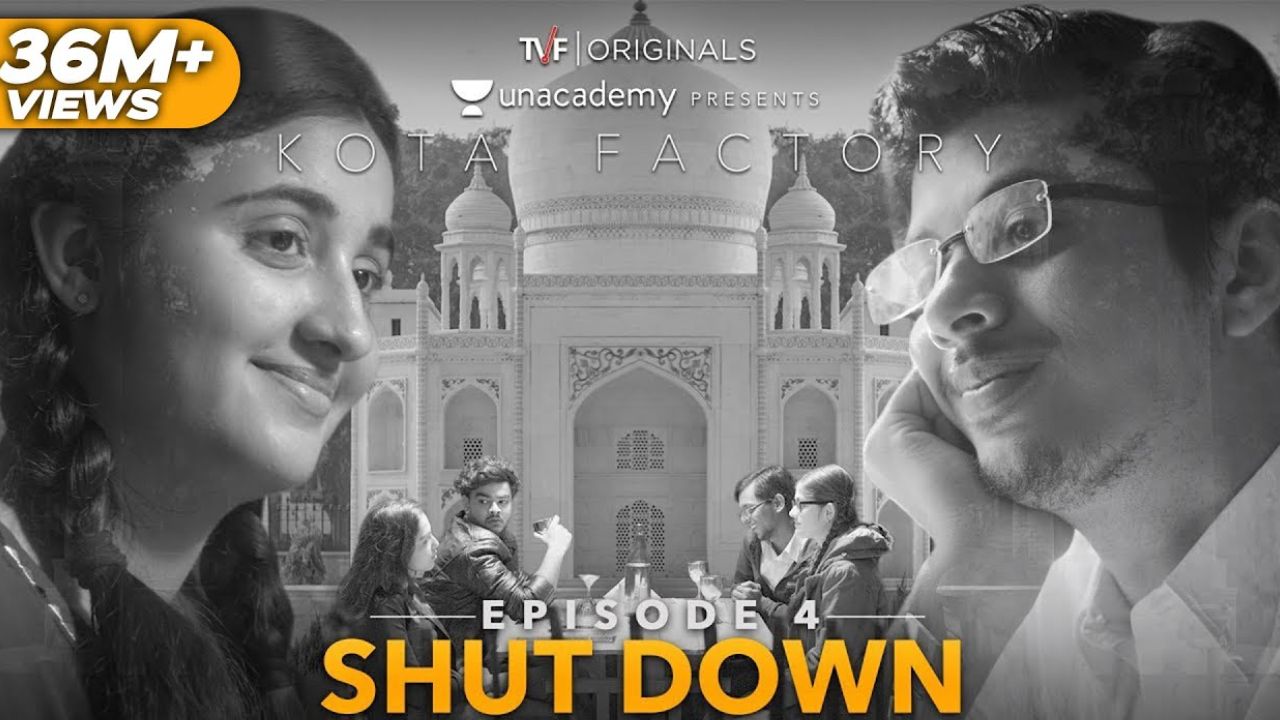 36M+
VIEWS
TVF | ORIGINALS
unacademy PRESENTS
KOTA FACTORY
EPISODE 4
SHUT DOWN